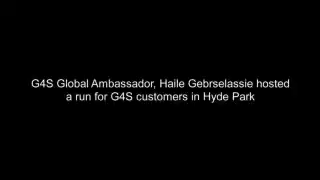 G4S Global Ambassador, Haile Gebrselassie hosted
a run for G4S customers in Hyde Park